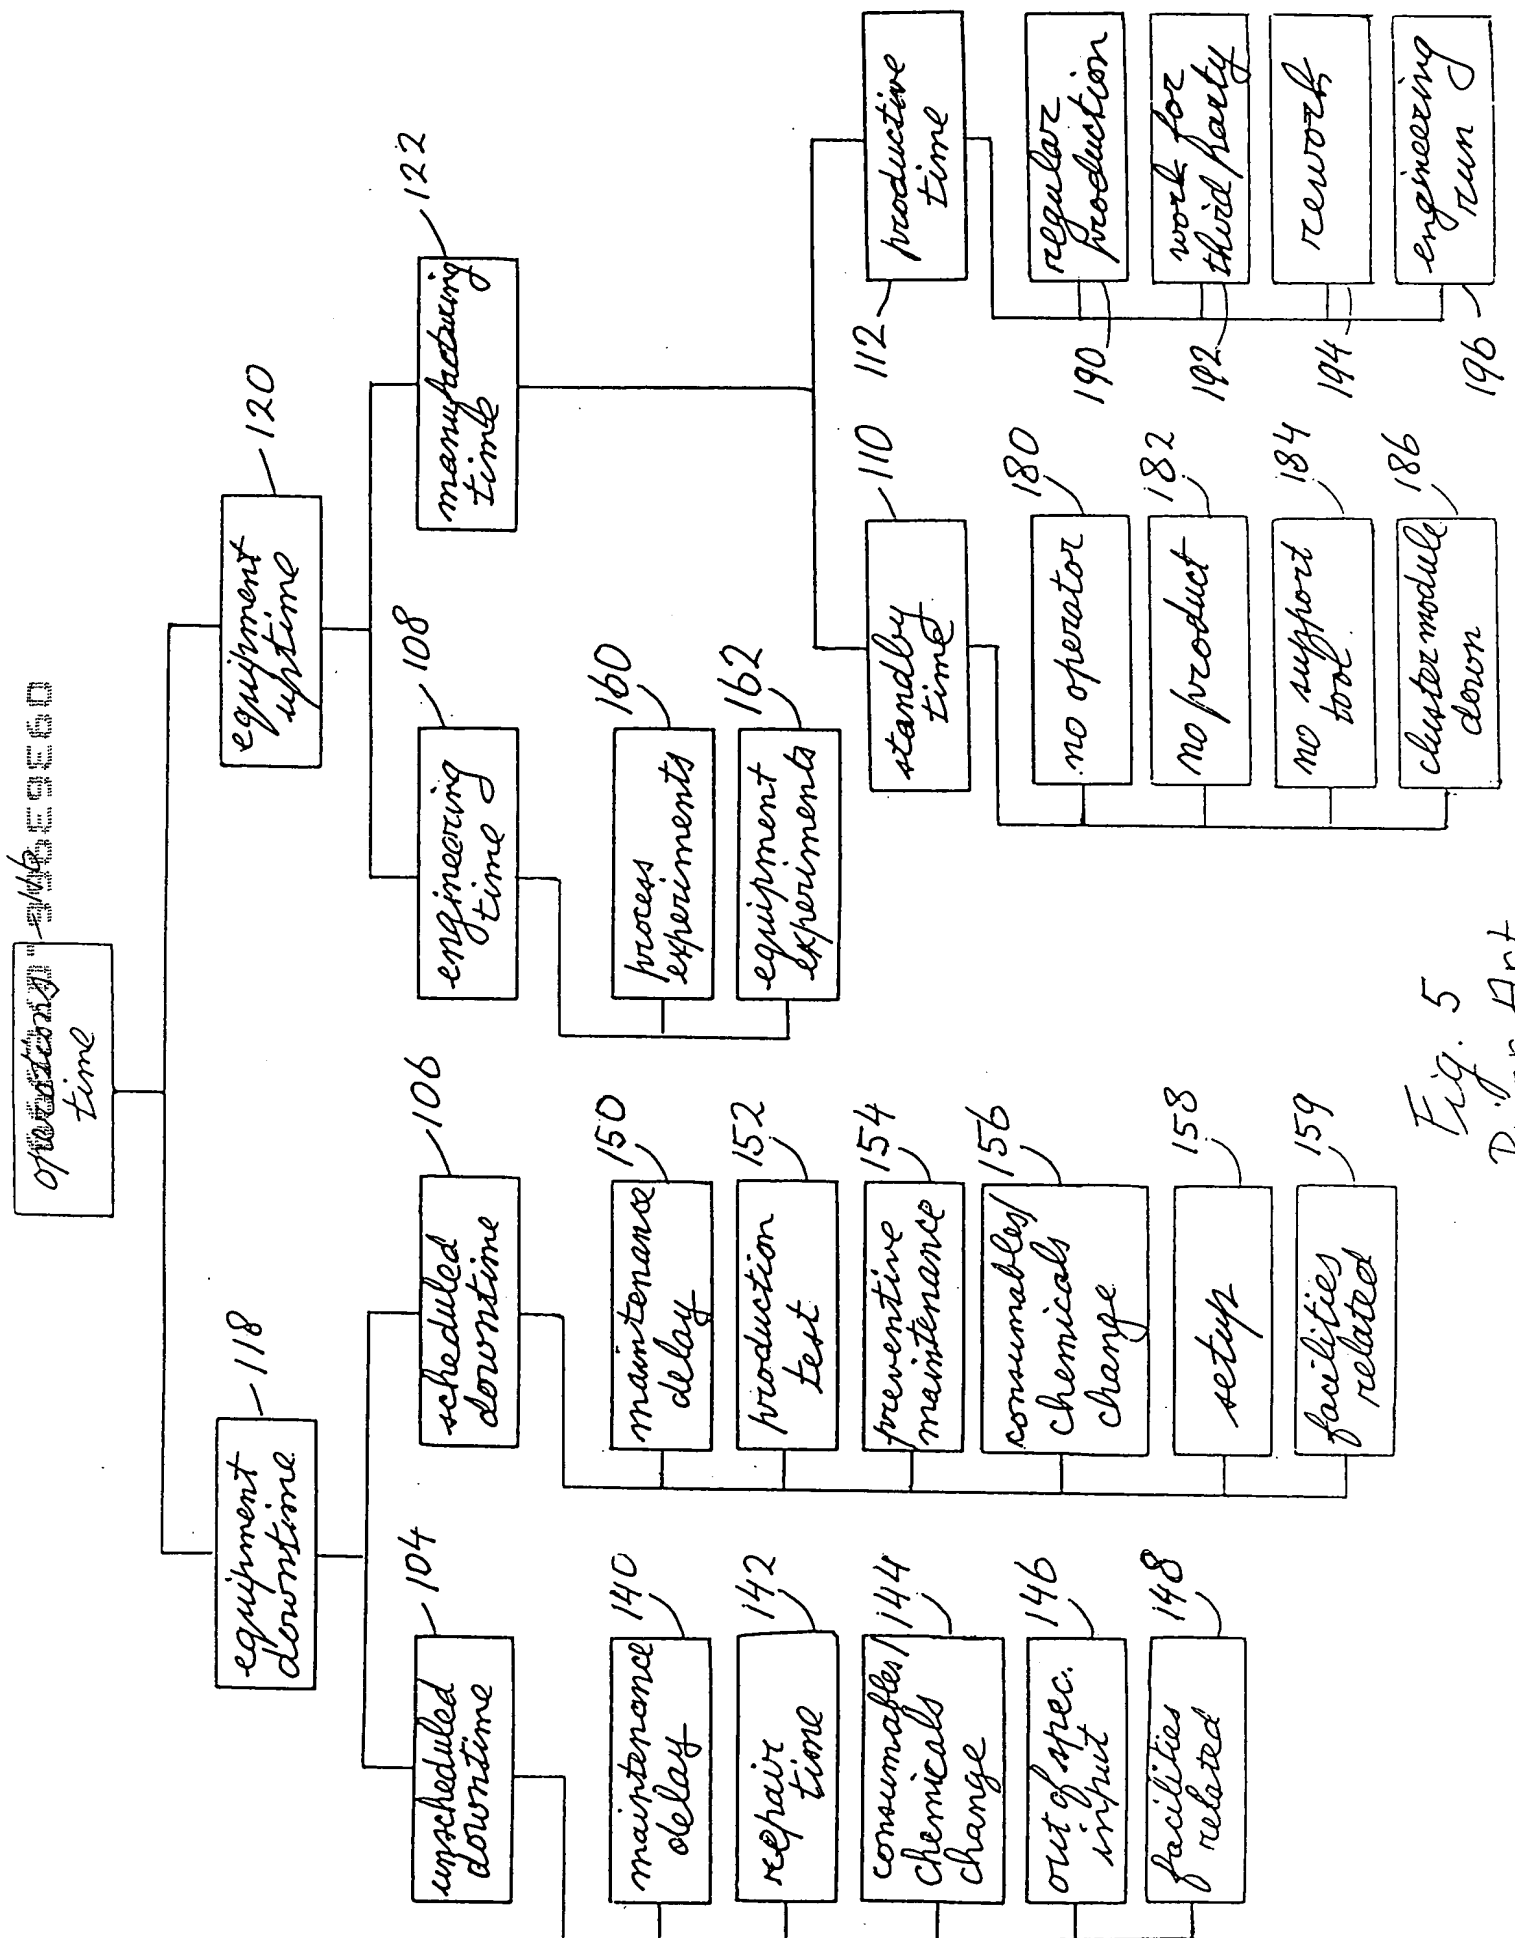 operations
time
116
equipment
downtime
118
equipment
uptime
120
unscheduled
downtime
104
scheduled
downtime
106
engineering
time
108
manufacturing
time
122
maintenance
delay
140
repair
time
142
consumables/
chemicals
change
144
out of spec.
input
146
facilities
related
148
maintenance
delay
150
production
test
152
preventive
maintenance
154
consumables/
chemicals
change
156
setup
158
facilities
related
159
process
experiments
160
equipment
experiments
162
standby
time
110
productive
time
112
no operator
180
no product
182
no support
tool
184
cluster module
down
186
regular
production
190
work for
third party
192
rework
194
engineering
run
196
Fig. 5
Prior Art